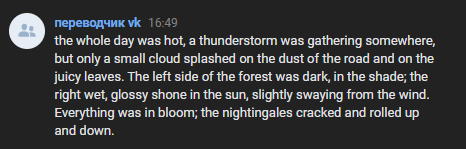 переводчик vk 16:49
the whole day was hot, a thunderstorm was gathering somewhere,
but only a small cloud splashed on the dust of the road and on the
juicy leaves. The left side of the forest was dark, in the shade; the
right wet, glossy shone in the sun, slightly swaying from the wind.
Everything was in bloom; the nightingales cracked and rolled up
and down.